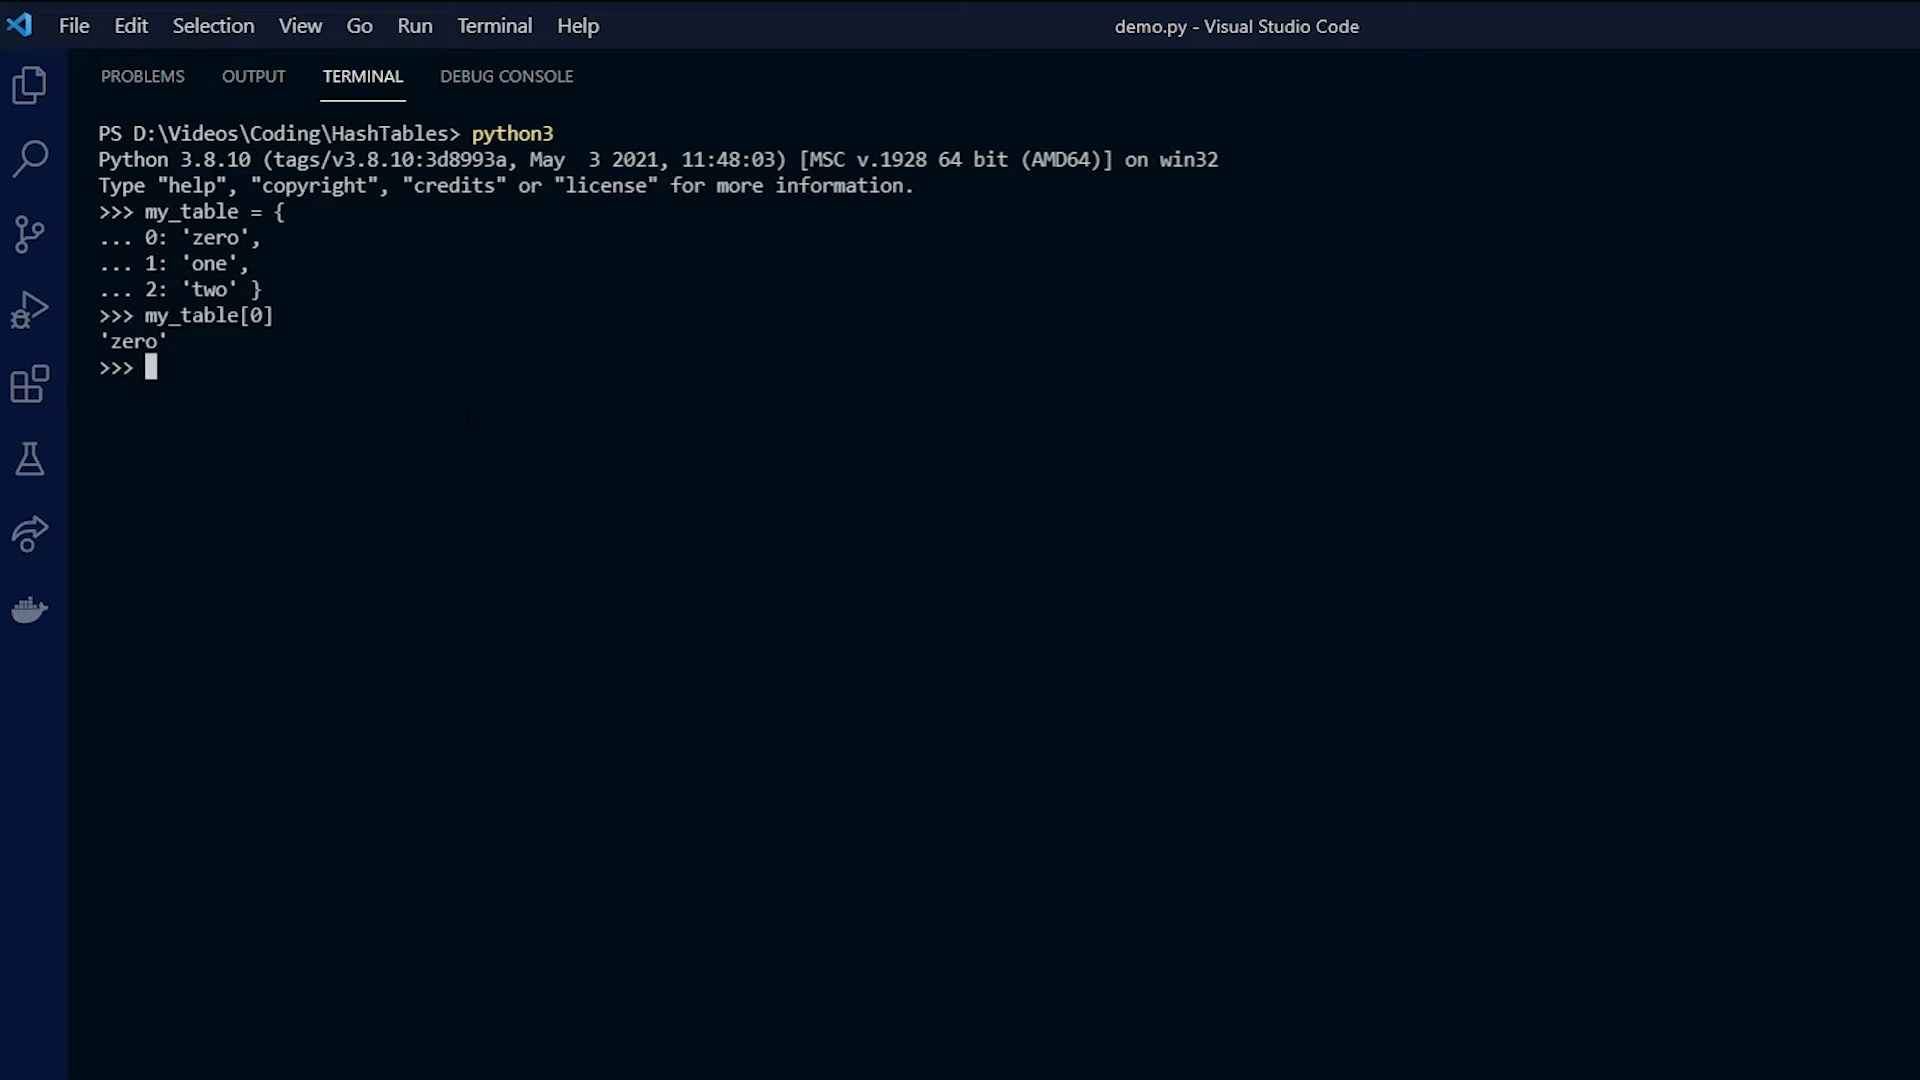 File Edit Selection View Go Run Terminal Help
demo.py - Visual Studio Code
PROBLEMS OUTPUT TERMINAL DEBUG CONSOLE
PS D:\Videos\Coding\HashTables> python3
Python 3.8.10 (tags/v3.8.10:3d8993a, May  3 2021, 11:48:03) [MSC v.1928 64 bit (AMD64)] on win32
Type "help", "copyright", "credits" or "license" for more information.
>>> my_table = {
... 0: 'zero',
... 1: 'one',
... 2: 'two' }
>>> my_table[0]
'zero'
>>>